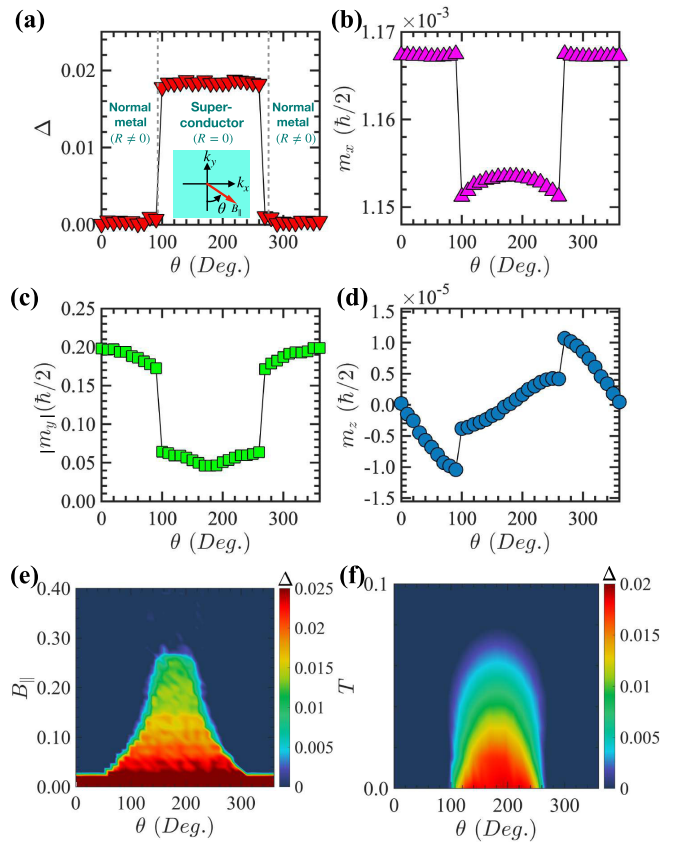 (a)
Δ
0.02
0.01
0.00
Normal
metal
(R ≠ 0)
Super-
conductor
(R = 0)
Normal
metal
(R ≠ 0)
k_y
k_x
θ
B_∥
0 100 200 300
θ (Deg.)
(b)
×10⁻³
m_x (ħ/2)
1.17
1.16
1.15
0 100 200 300
θ (Deg.)
(c)
|m_y|(ħ/2)
0.20
0.15
0.10
0.05
0.00
0 100 200 300
θ (Deg.)
(d)
×10⁻⁵
m_z (ħ/2)
1.5
1.0
0.5
0.0
-0.5
-1.0
-1.5
0 100 200 300
θ (Deg.)
(e)
B_∥
0.40
0.30
0.20
0.10
0.00
0 100 200 300
θ (Deg.)
Δ
0.025
0.02
0.015
0.01
0.005
0
(f)
T
0.1
0.0
0 100 200 300
θ (Deg.)
Δ
0.02
0.015
0.01
0.005
0